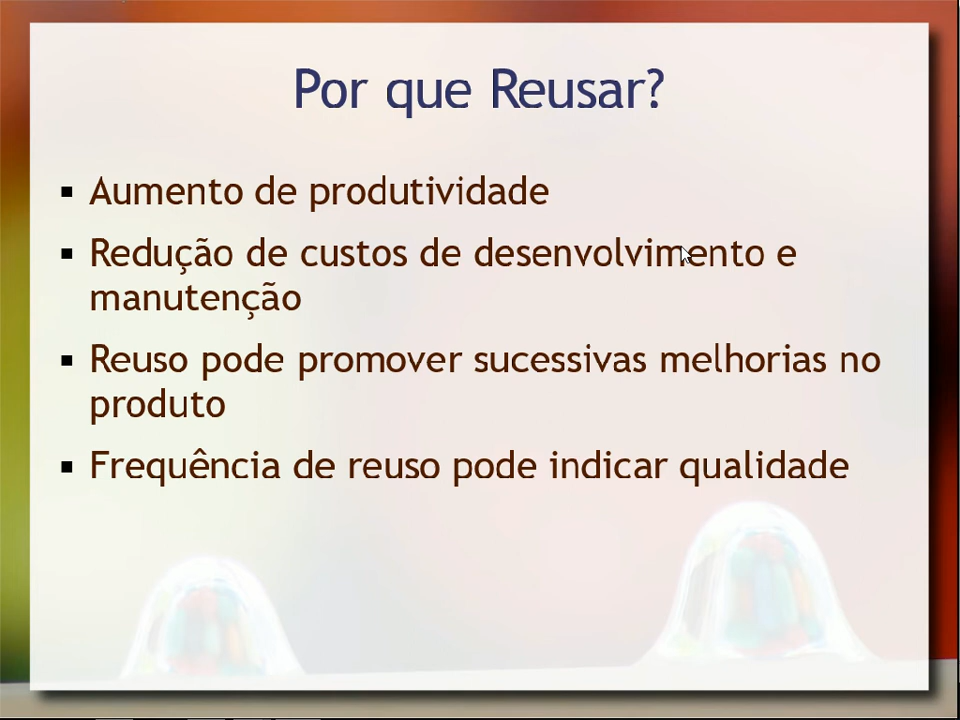 Por que Reusar?
▪ Aumento de produtividade
▪ Redução de custos de desenvolvimento e
manutenção
▪ Reuso pode promover sucessivas melhorias no
produto
▪ Frequência de reuso pode indicar qualidade